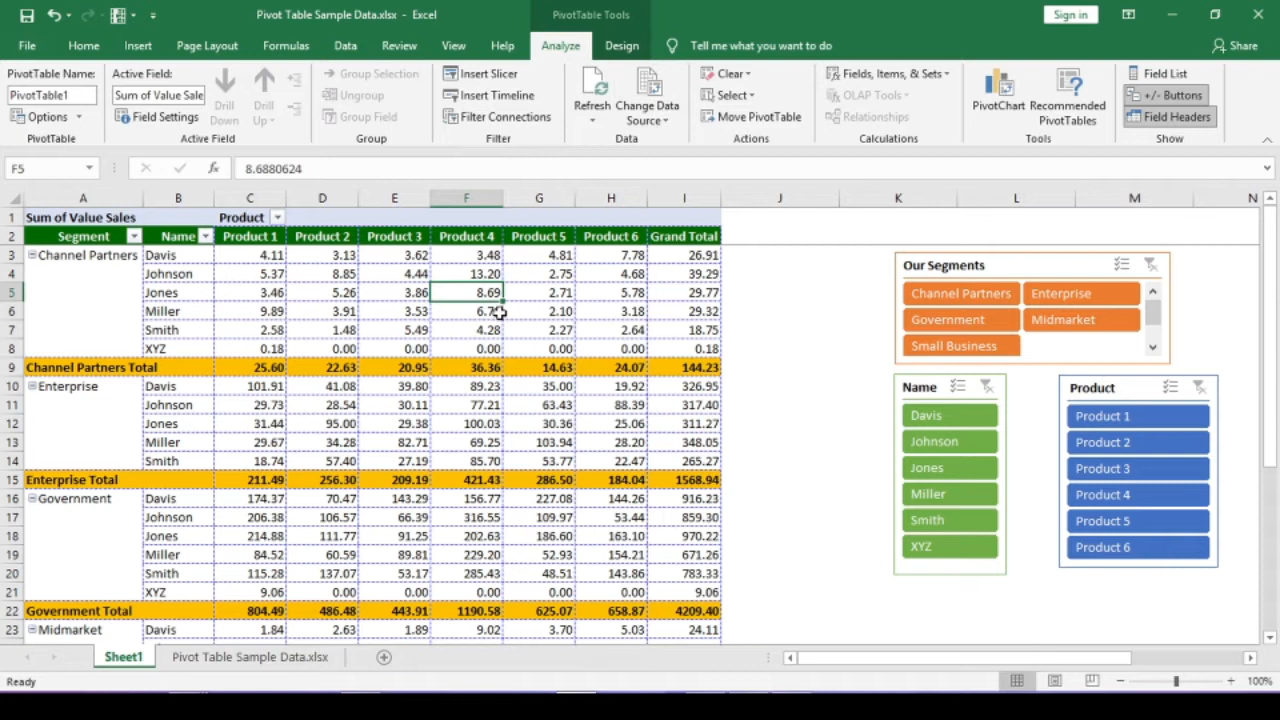 Pivot Table Sample Data.xlsx - Excel PivotTable Tools Sign in
File Home Insert Page Layout Formulas Data Review View Help Analyze Design Tell me what you want to do Share
PivotTable Name: Active Field: Group Selection Insert Slicer Clear Fields, Items, & Sets Field List
PivotTable1 Sum of Value Sale Drill Down Drill Up Ungroup Insert Timeline Refresh Change Data Source Select OLAP Tools PivotChart Recommended PivotTables +/- Buttons
Options Field Settings Group Field Filter Connections Move PivotTable Relationships Field Headers
PivotTable Active Field Group Filter Data Actions Calculations Tools Show
F5 fx 8.6880624
A B C D E F G H I J K L M N
1 Sum of Value Sales Product
2 Segment Name Product 1 Product 2 Product 3 Product 4 Product 5 Product 6 Grand Total
3 Channel Partners Davis 4.11 3.13 3.62 3.48 4.81 7.78 26.91
4 Johnson 5.37 8.85 4.44 13.20 2.75 4.68 39.29
5 Jones 3.46 5.26 3.86 8.69 2.71 5.78 29.77
6 Miller 9.89 3.91 3.53 2.10 3.18 29.32
7 Smith 2.58 1.48 5.49 4.28 2.27 2.64 18.75
8 XYZ 0.18 0.00 0.00 0.00 0.00 0.00 0.18
9 Channel Partners Total 25.60 22.63 20.95 36.36 14.63 24.07 144.23
10 Enterprise Davis 101.91 41.08 39.80 89.23 35.00 19.92 326.95
11 Johnson 29.73 28.54 30.11 77.21 63.43 88.39 317.40
12 Jones 31.44 95.00 29.38 100.03 30.36 25.06 311.27
13 Miller 29.67 34.28 82.71 69.25 103.94 28.20 348.05
14 Smith 18.74 57.40 27.19 85.70 53.77 22.47 265.27
15 Enterprise Total 211.49 256.30 209.19 421.43 286.50 184.04 1568.94
16 Government Davis 174.37 70.47 143.29 156.77 227.08 144.26 916.23
17 Johnson 206.38 106.57 66.39 316.55 109.97 53.44 859.30
18 Jones 214.88 111.77 91.25 202.63 186.60 163.10 970.22
19 Miller 84.52 60.59 89.81 229.20 52.93 154.21 671.26
20 Smith 115.28 137.07 53.17 285.43 48.51 143.86 783.33
21 XYZ 9.06 0.00 0.00 0.00 0.00 0.00 9.06
22 Government Total 804.49 486.48 443.91 1190.58 625.07 658.87 4209.40
23 Midmarket Davis 1.84 2.63 1.89 9.02 3.70 5.03 24.11
Our Segments
Channel Partners Enterprise
Government Midmarket
Small Business
Name
Davis
Johnson
Jones
Miller
Smith
XYZ
Product
Product 1
Product 2
Product 3
Product 4
Product 5
Product 6
Sheet1 Pivot Table Sample Data.xlsx
Ready 100%